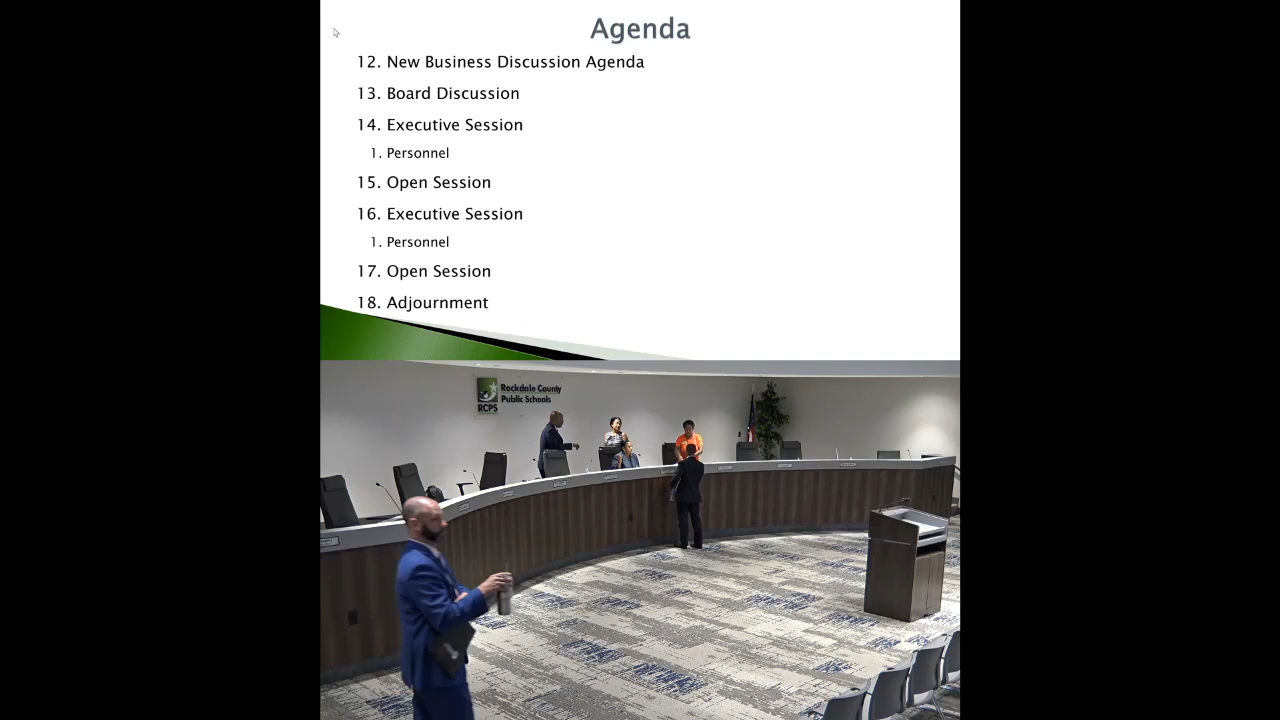 Agenda
12. New Business Discussion Agenda
13. Board Discussion
14. Executive Session
1. Personnel
15. Open Session
16. Executive Session
1. Personnel
17. Open Session
18. Adjournment
Rockdale County
Public Schools
RCPS